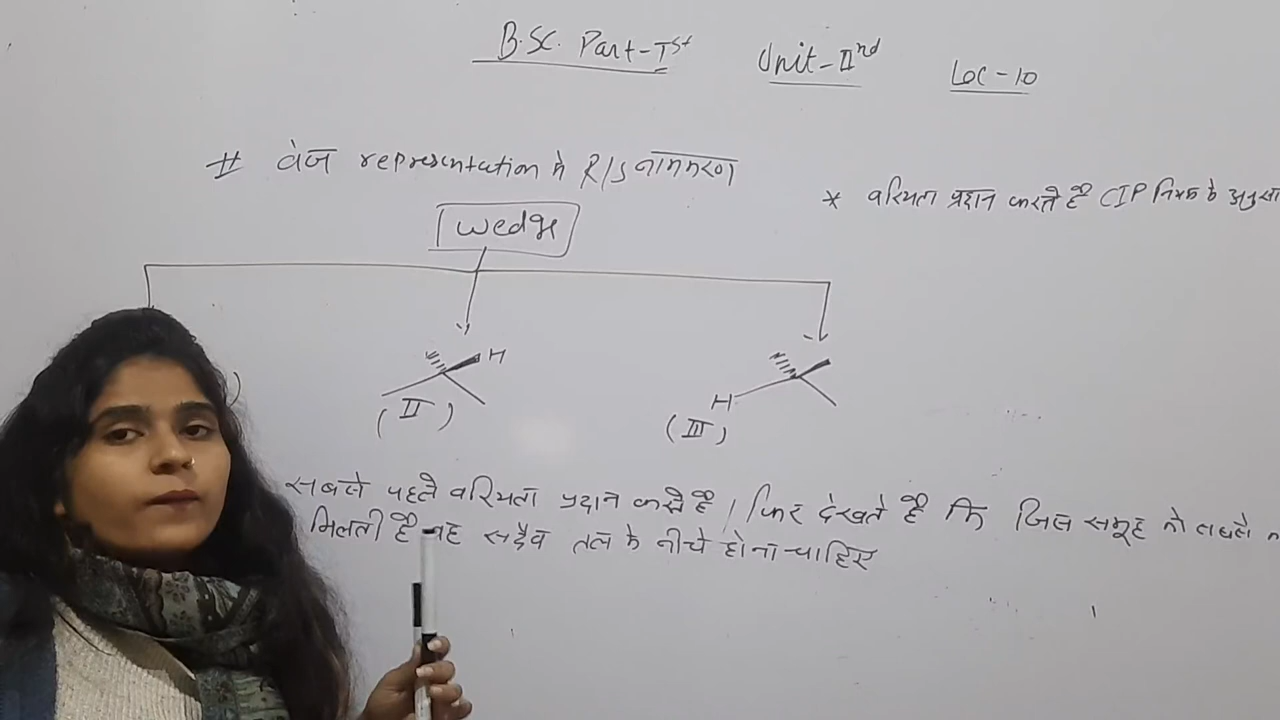 B.SC. Part-Ist Unit-IInd Lec-10
# वेज representation मे R/S नामकरण
* वरियता प्रदान करते है CIP नियम के अनुसा
wedge
H
H
(II)
(III)
सबसे पहले वरियता प्रदान करते है / फिर देखते है कि जिस समूह को सबसे
मिलती है वह सदैव तल के नीचे होना चाहिए